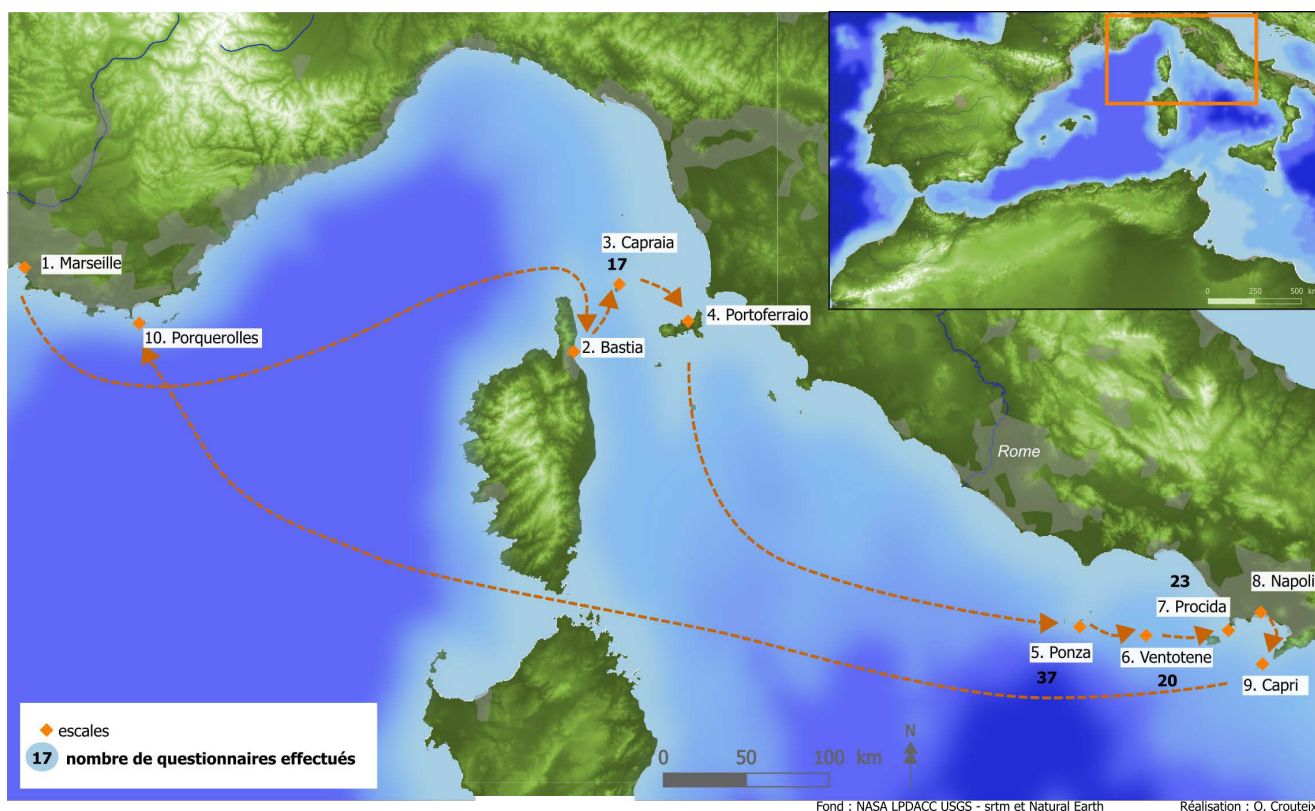 1. Marseille
10. Porquerolles
3. Capraia
17
4. Portoferraio
2. Bastia
0 250 500 km
Rome
23
8. Napoli
7. Procida
5. Ponza
6. Ventotene
37
20
9. Capri
escales
17 nombre de questionnaires effectués
0 50 100 km
N
Fond : NASA LPDACC USGS - srtm et Natural Earth
Réalisation : O. Crouteix